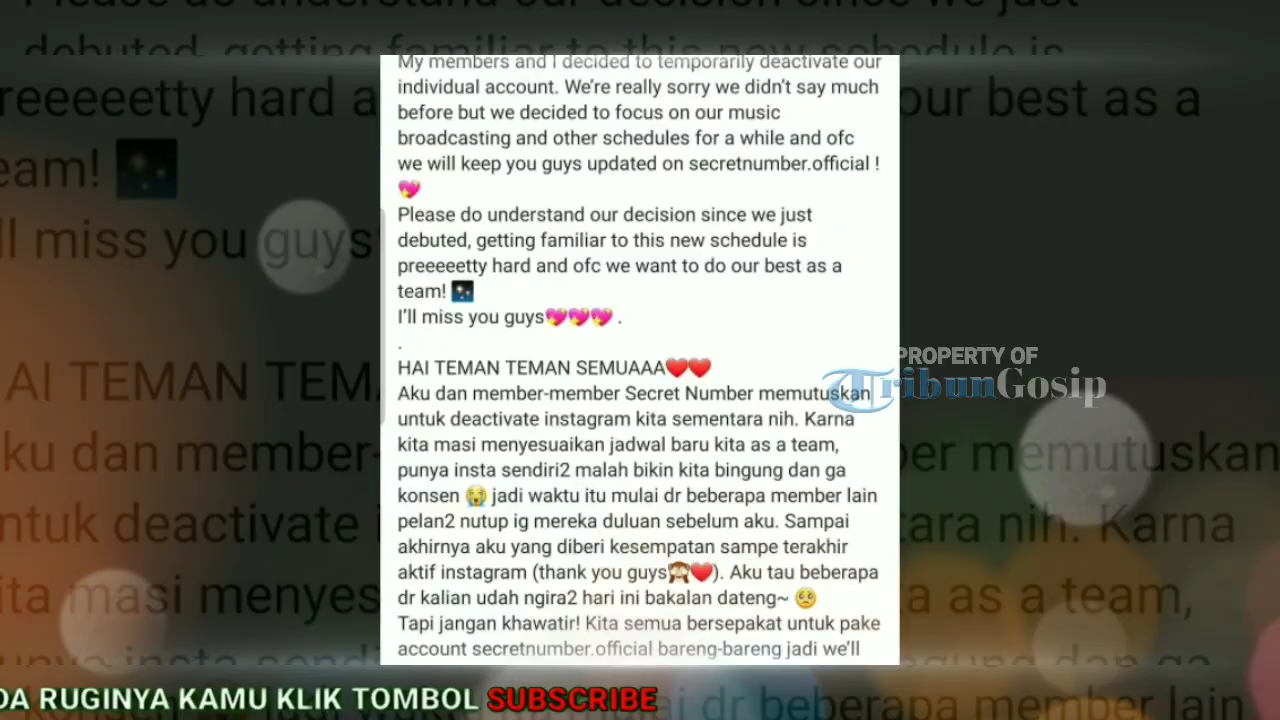 My members and I decided to temporarily deactivate our
individual account. We're really sorry we didn't say much
before but we decided to focus on our music
broadcasting and other schedules for a while and ofc
we will keep you guys updated on secretnumber.official !
💖
Please do understand our decision since we just
debuted, getting familiar to this new schedule is
preeeeetty hard and ofc we want to do our best as a
team! 🌌
I'll miss you guys💖💖💖 .
.
HAI TEMAN TEMAN SEMUAAA❤️❤️
Aku dan member-member Secret Number memutuskan
untuk deactivate instagram kita sementara nih. Karna
kita masi menyesuaikan jadwal baru kita as a team,
punya insta sendiri2 malah bikin kita bingung dan ga
konsen 😭 jadi waktu itu mulai dr beberapa member lain
pelan2 nutup ig mereka duluan sebelum aku. Sampai
akhirnya aku yang diberi kesempatan sampe terakhir
aktif instagram (thank you guys🙈❤️). Aku tau beberapa
dr kalian udah ngira2 hari ini bakalan dateng~ 🥺
Tapi jangan khawatir! Kita semua bersepakat untuk pake
account secretnumber.official bareng-bareng jadi we'll
PROPERTY OF
TribunGosip
DA RUGINYA KAMU KLIK TOMBOL SUBSCRIBE